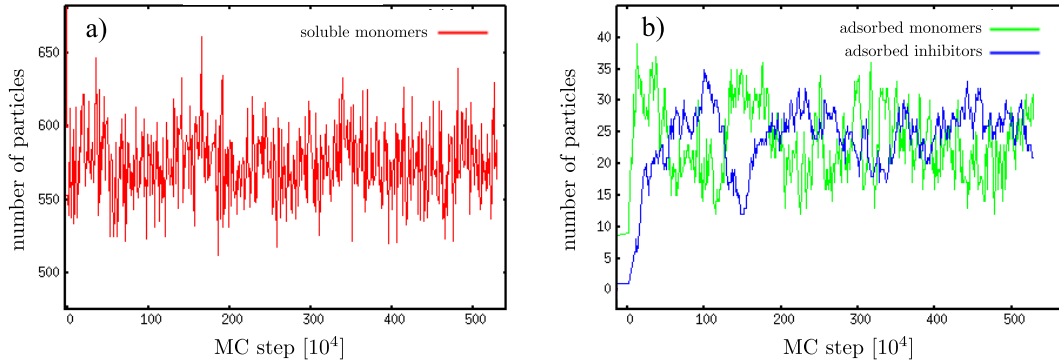 a)
soluble monomers
number of particles
650
600
550
500
0 100 200 300 400 500
MC step [10⁴]
b)
adsorbed monomers
adsorbed inhibitors
number of particles
40
35
30
25
20
15
10
5
0
0 100 200 300 400 500
MC step [10⁴]